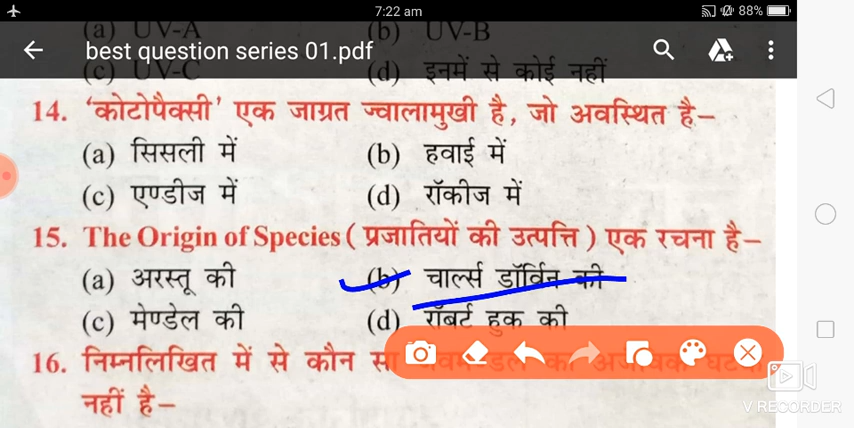 7:22 am 88%
(a) UV-A (b) UV-B
best question series 01.pdf
(c) UV-C (d) इनमें से कोई नहीं
14. ‘कोटोपैक्सी’ एक जाग्रत ज्वालामुखी है, जो अवस्थित है–
(a) सिसली में (b) हवाई में
(c) एण्डीज में (d) रॉकीज में
15. The Origin of Species ( प्रजातियों की उत्पत्ति ) एक रचना है–
(a) अरस्तू की (b) चार्ल्स डॉर्विन की
(c) मेण्डेल की (d) रॉबर्ट हुक की
16. निम्नलिखित में से कौन सा
नहीं है–
V RECORDER